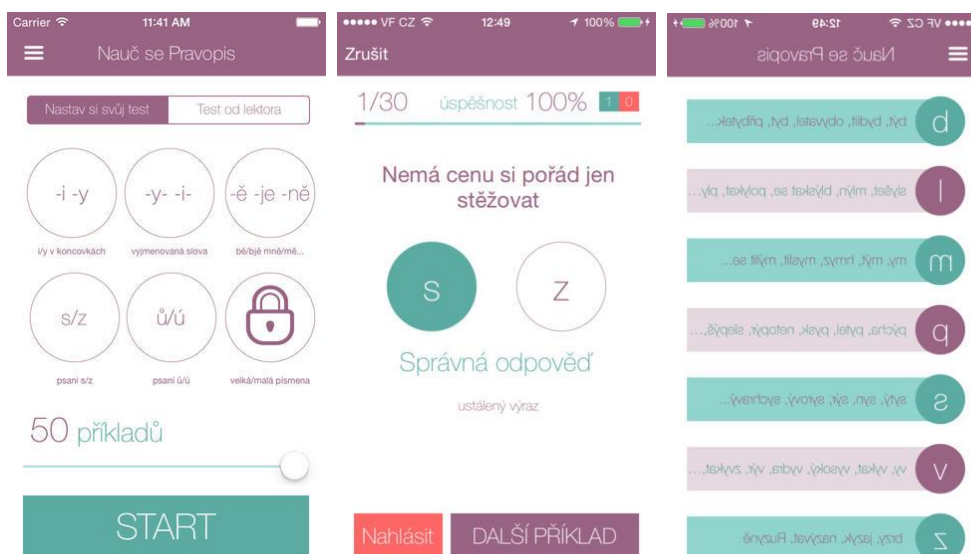 Carrier 11:41 AM
Nauč se Pravopis
Nastav si svůj test Test od lektora
-i -y -y- -i- -ě -je -ně
i/y v koncovkách vyjmenovaná slova bě/bjě mně/mě...
s/z ů/ú
psaní s/z psaní ů/ú velká/malá písmena
50 příkladů
START
VF CZ 12:49 100%
Zrušit
1/30 úspěšnost 100% 1 0
Nemá cenu si pořád jen
stěžovat
S Z
Správná odpověď
ustálený výraz
Nahlásit DALŠÍ PŘÍKLAD
VF CZ 12:49 100%
Nauč se Pravopis
b být, bydlit, obyvatel, byt, příbytek...
l slyšet, mlýn, blýskat se, polykat, ply...
m my, mýt, hmyz, myslit, mýlit se...
p pýcha, pytel, pysk, netopýr, slepýš,...
s sytý, syn, sýr, syrový, sychravý...
v vy, vykat, vysoký, vydra, výr, zvykat,...
z brzy, jazyk, nazývat, Ruzyně